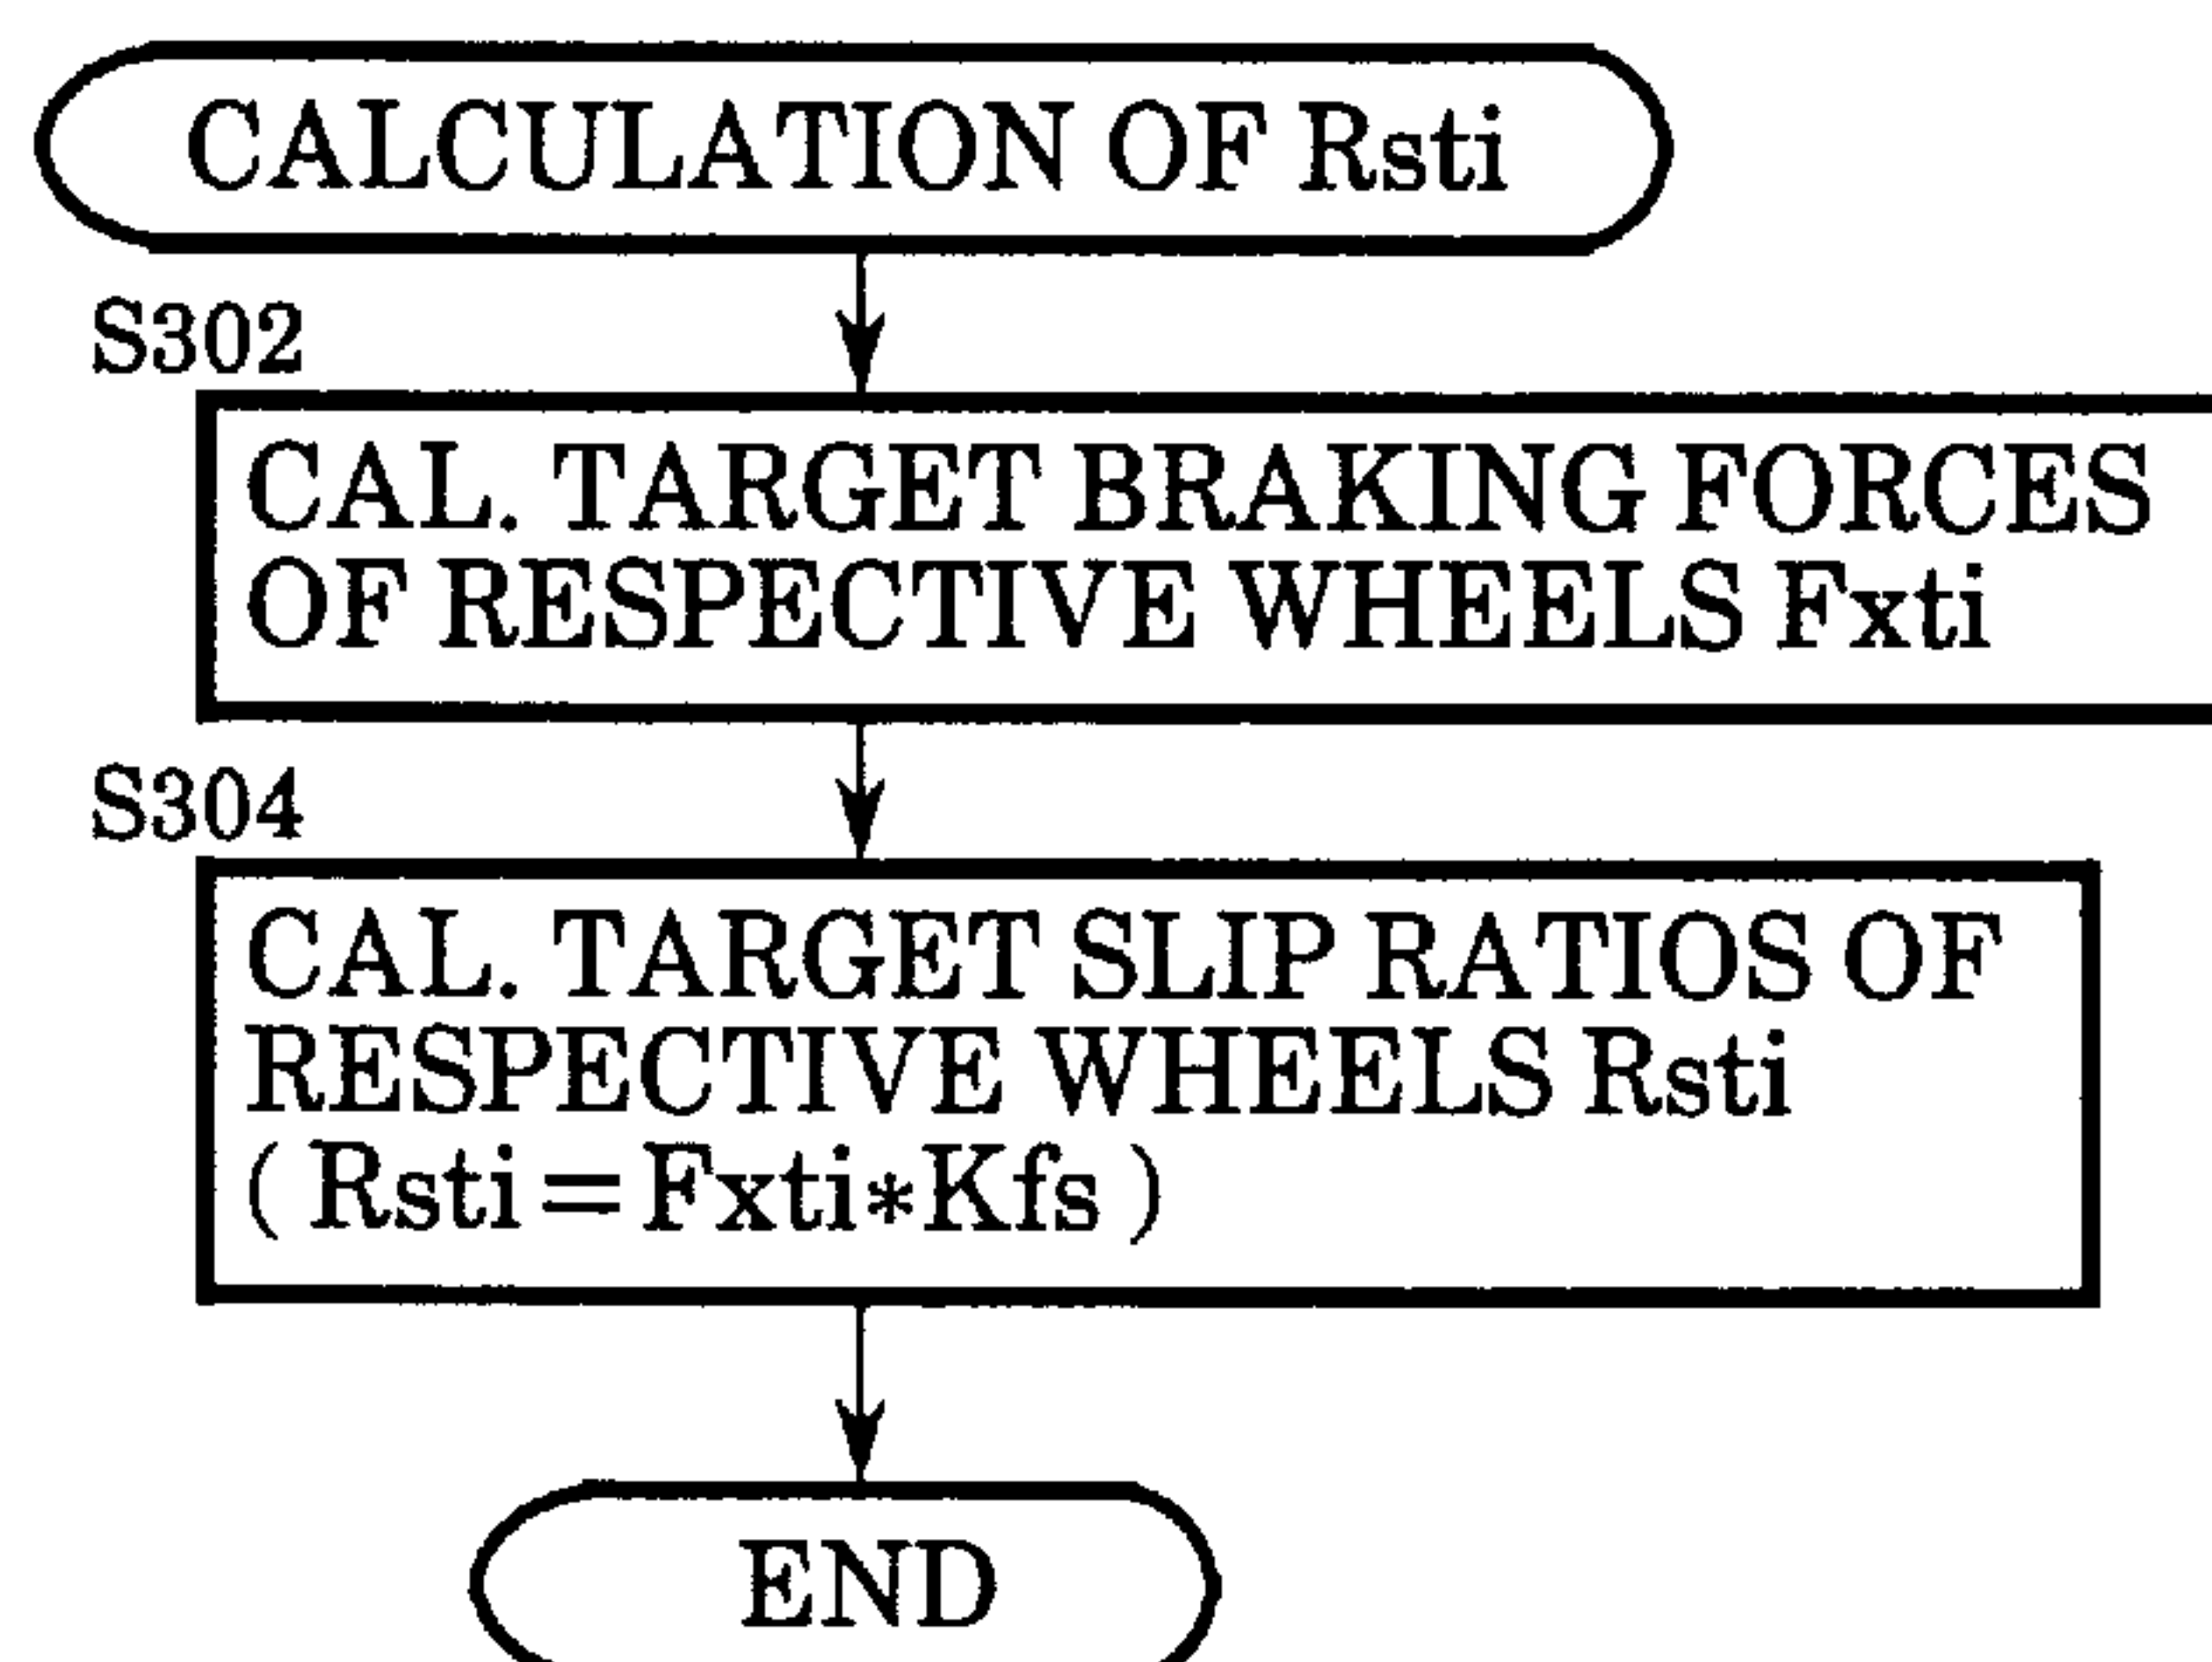 CALCULATION OF Rsti
S302
CAL. TARGET BRAKING FORCES
OF RESPECTIVE WHEELS Fxti
S304
CAL. TARGET SLIP RATIOS OF
RESPECTIVE WHEELS Rsti
( Rsti=Fxti*Kfs )
END